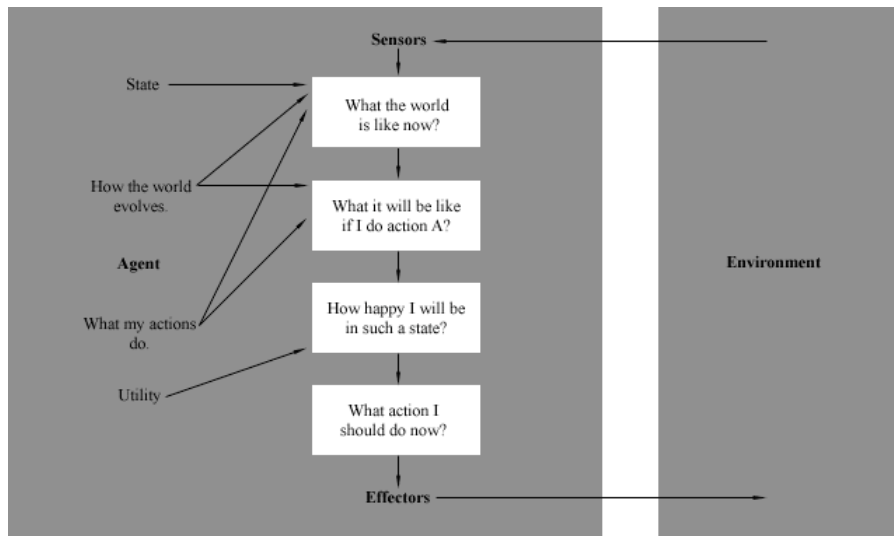 Sensors
State
What the world
is like now?
How the world
evolves.
What it will be like
if I do action A?
Agent
Environment
What my actions
do.
How happy I will be
in such a state?
Utility
What action I
should do now?
Effectors